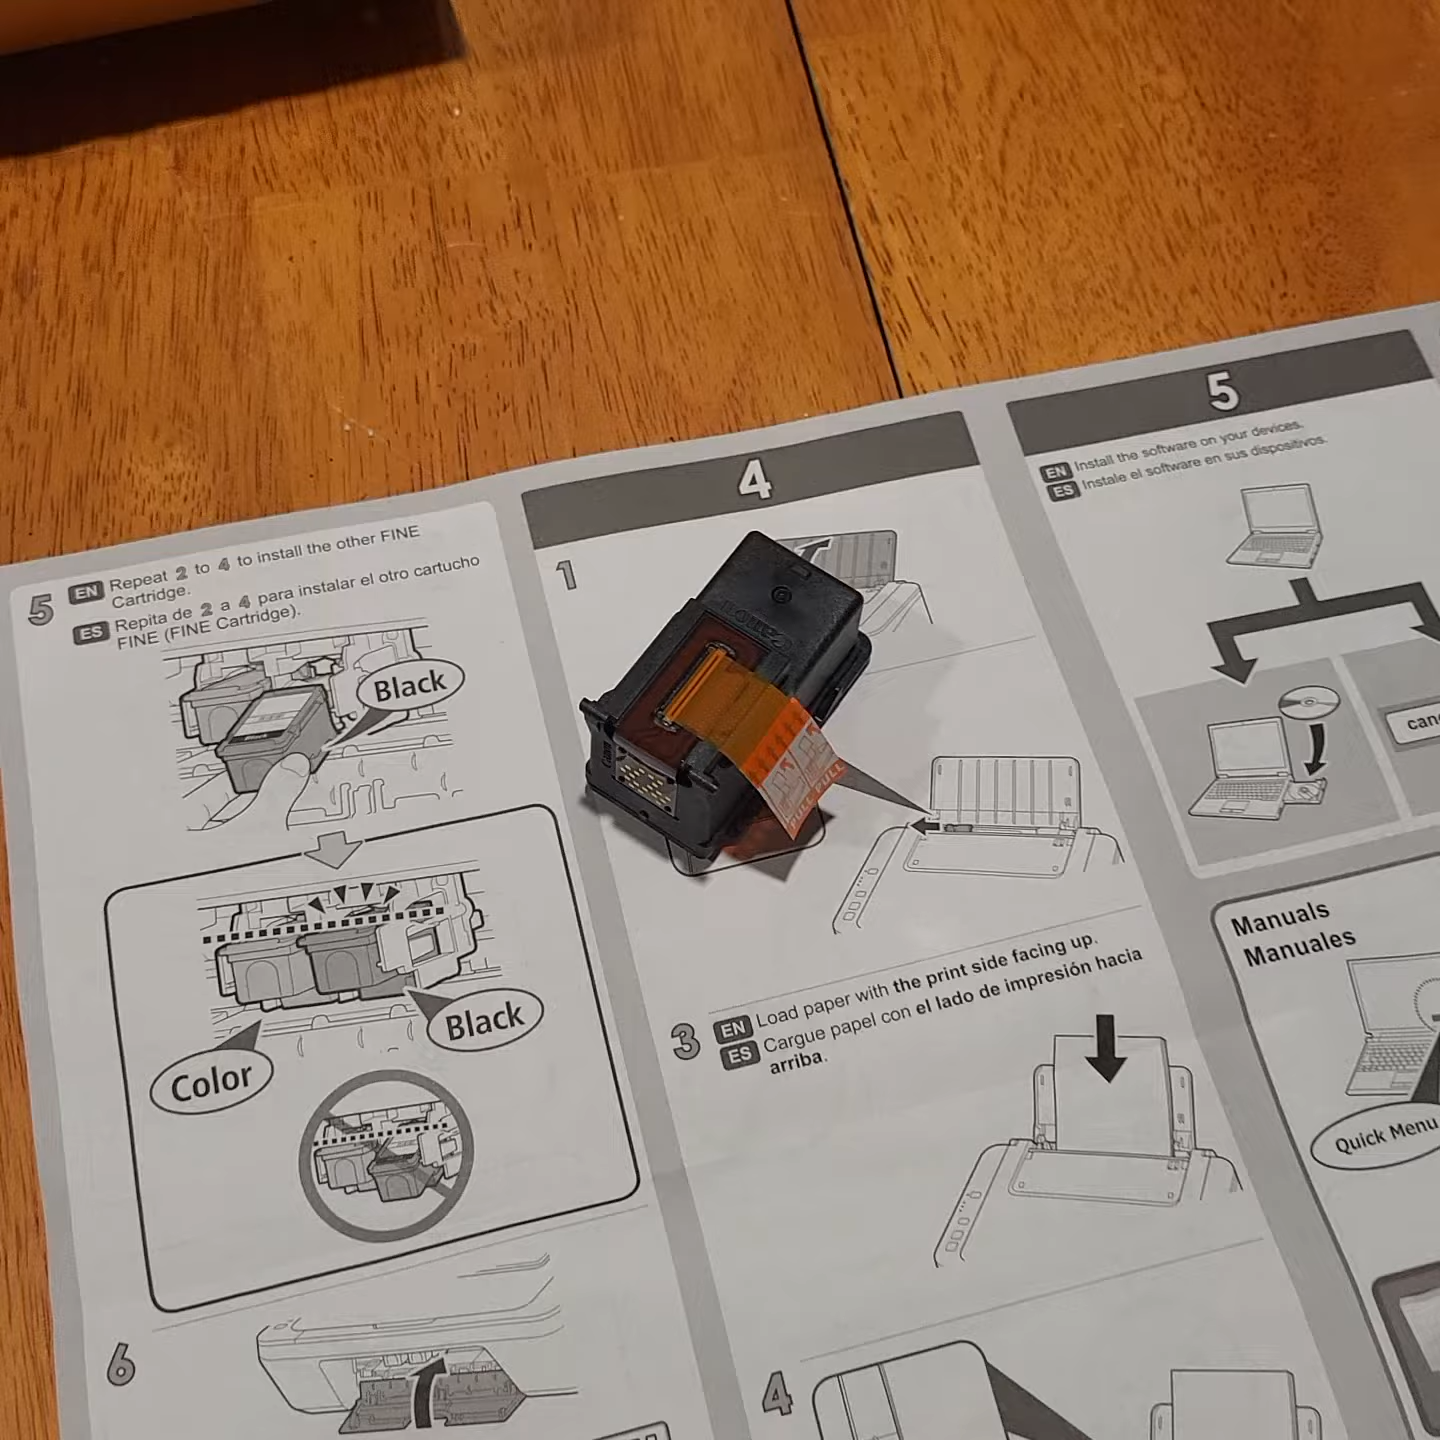 5
EN Repeat 2 to 4 to install the other FINE
Cartridge.
ES Repita de 2 a 4 para instalar el otro cartucho
FINE (FINE Cartridge).
Black
Black
Color
6
4
1
Canon
PULL PULL
3
EN Load paper with the print side facing up.
ES Cargue papel con el lado de impresión hacia
arriba.
4
5
EN Install the software on your devices.
ES Instale el software en sus dispositivos.
Manuals
Manuales
Quick Menu